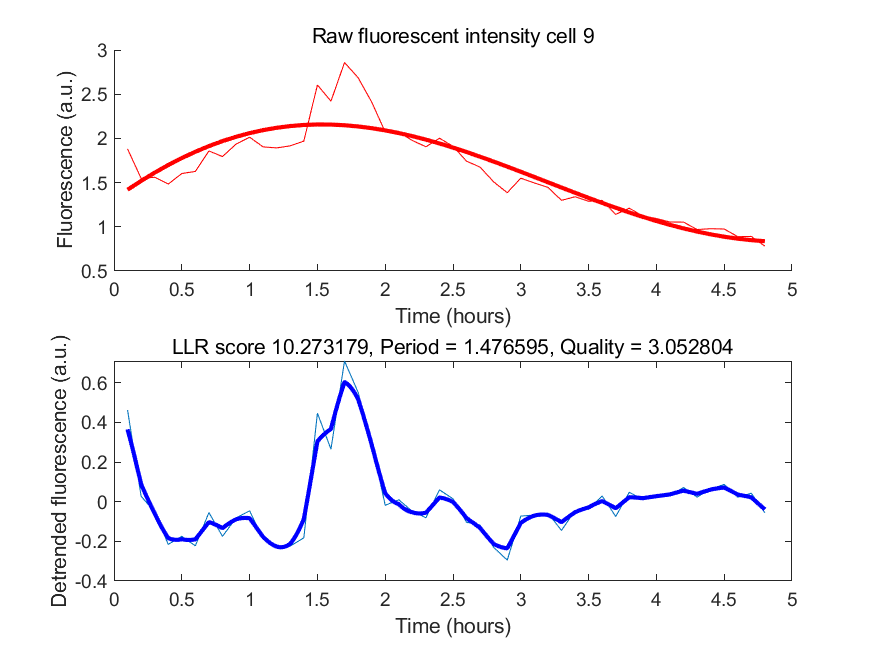 Raw fluorescent intensity cell 9
Fluorescence (a.u.)
3
2.5
2
1.5
1
0.5
0 0.5 1 1.5 2 2.5 3 3.5 4 4.5 5
Time (hours)
LLR score 10.273179, Period = 1.476595, Quality = 3.052804
Detrended fluorescence (a.u.)
0.6
0.4
0.2
0
-0.2
-0.4
0 0.5 1 1.5 2 2.5 3 3.5 4 4.5 5
Time (hours)